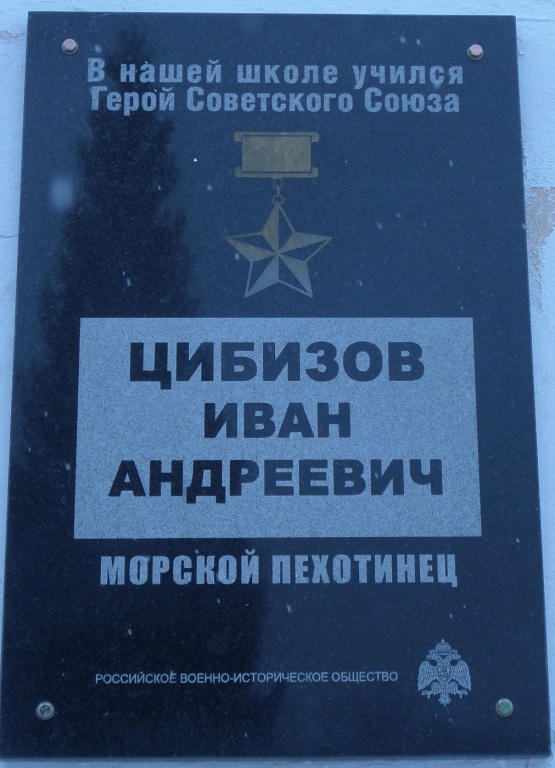 В нашей школе учился
Герой Советского Союза
ЦИБИЗОВ
ИВАН
АНДРЕЕВИЧ
МОРСКОЙ ПЕХОТИНЕЦ
РОССИЙСКОЕ ВОЕННО-ИСТОРИЧЕСКОЕ ОБЩЕСТВО